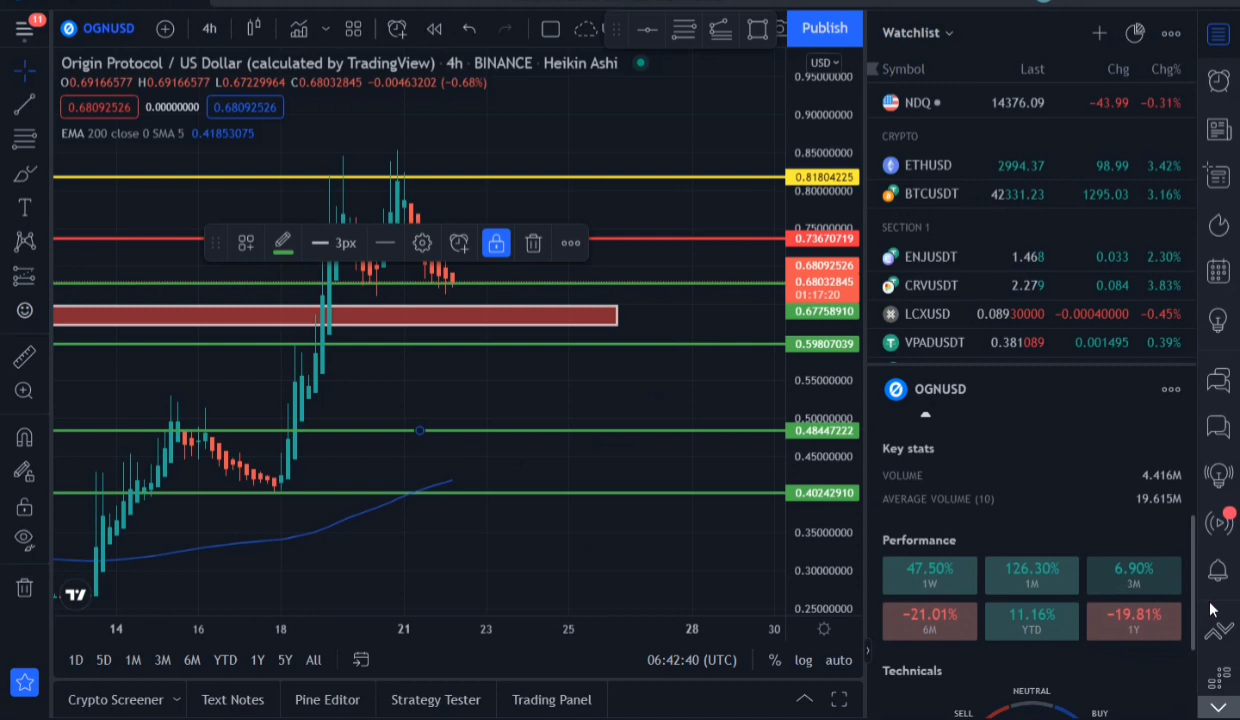 11
OGNUSD
4h
Publish
Origin Protocol / US Dollar (calculated by TradingView) · 4h · BINANCE · Heikin Ashi
O0.69166577 H0.69166577 L0.67229964 C0.68032845 −0.00463202 (−0.68%)
0.68092526 0.00000000 0.68092526
EMA 200 close 0 SMA 5 0.41853075
USD
0.95000000
0.90000000
0.85000000
0.81804225
0.80000000
0.75000000
0.73670719
0.68092526
0.68032845
01:17:20
0.67758910
0.59807039
0.55000000
0.50000000
0.48447222
0.45000000
0.40242910
0.35000000
0.30000000
0.25000000
3px
14 16 18 21 23 25 28 30
1D 5D 1M 3M 6M YTD 1Y 5Y All
06:42:40 (UTC) % log auto
Crypto Screener Text Notes Pine Editor Strategy Tester Trading Panel
Watchlist
Symbol Last Chg Chg%
NDQ 14376.09 −43.99 −0.31%
CRYPTO
ETHUSD 2994.37 98.99 3.42%
BTCUSDT 42331.23 1295.03 3.16%
SECTION 1
ENJUSDT 1.468 0.033 2.30%
CRVUSDT 2.279 0.084 3.83%
LCXUSD 0.08930000 −0.00040000 −0.45%
VPADUSDT 0.381089 0.001495 0.39%
OGNUSD
Key stats
VOLUME 4.416M
AVERAGE VOLUME (10) 19.615M
Performance
47.50% 126.30% 6.90%
1W 1M 3M
−21.01% 11.16% −19.81%
6M YTD 1Y
Technicals
NEUTRAL
SELL BUY